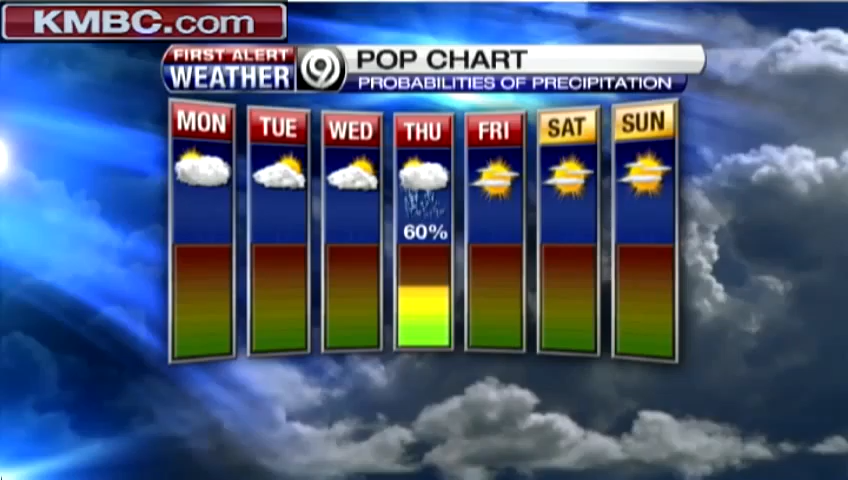 KMBC.com
FIRST ALERT
WEATHER
9
POP CHART
PROBABILITIES OF PRECIPITATION
MON TUE WED THU FRI SAT SUN
60%